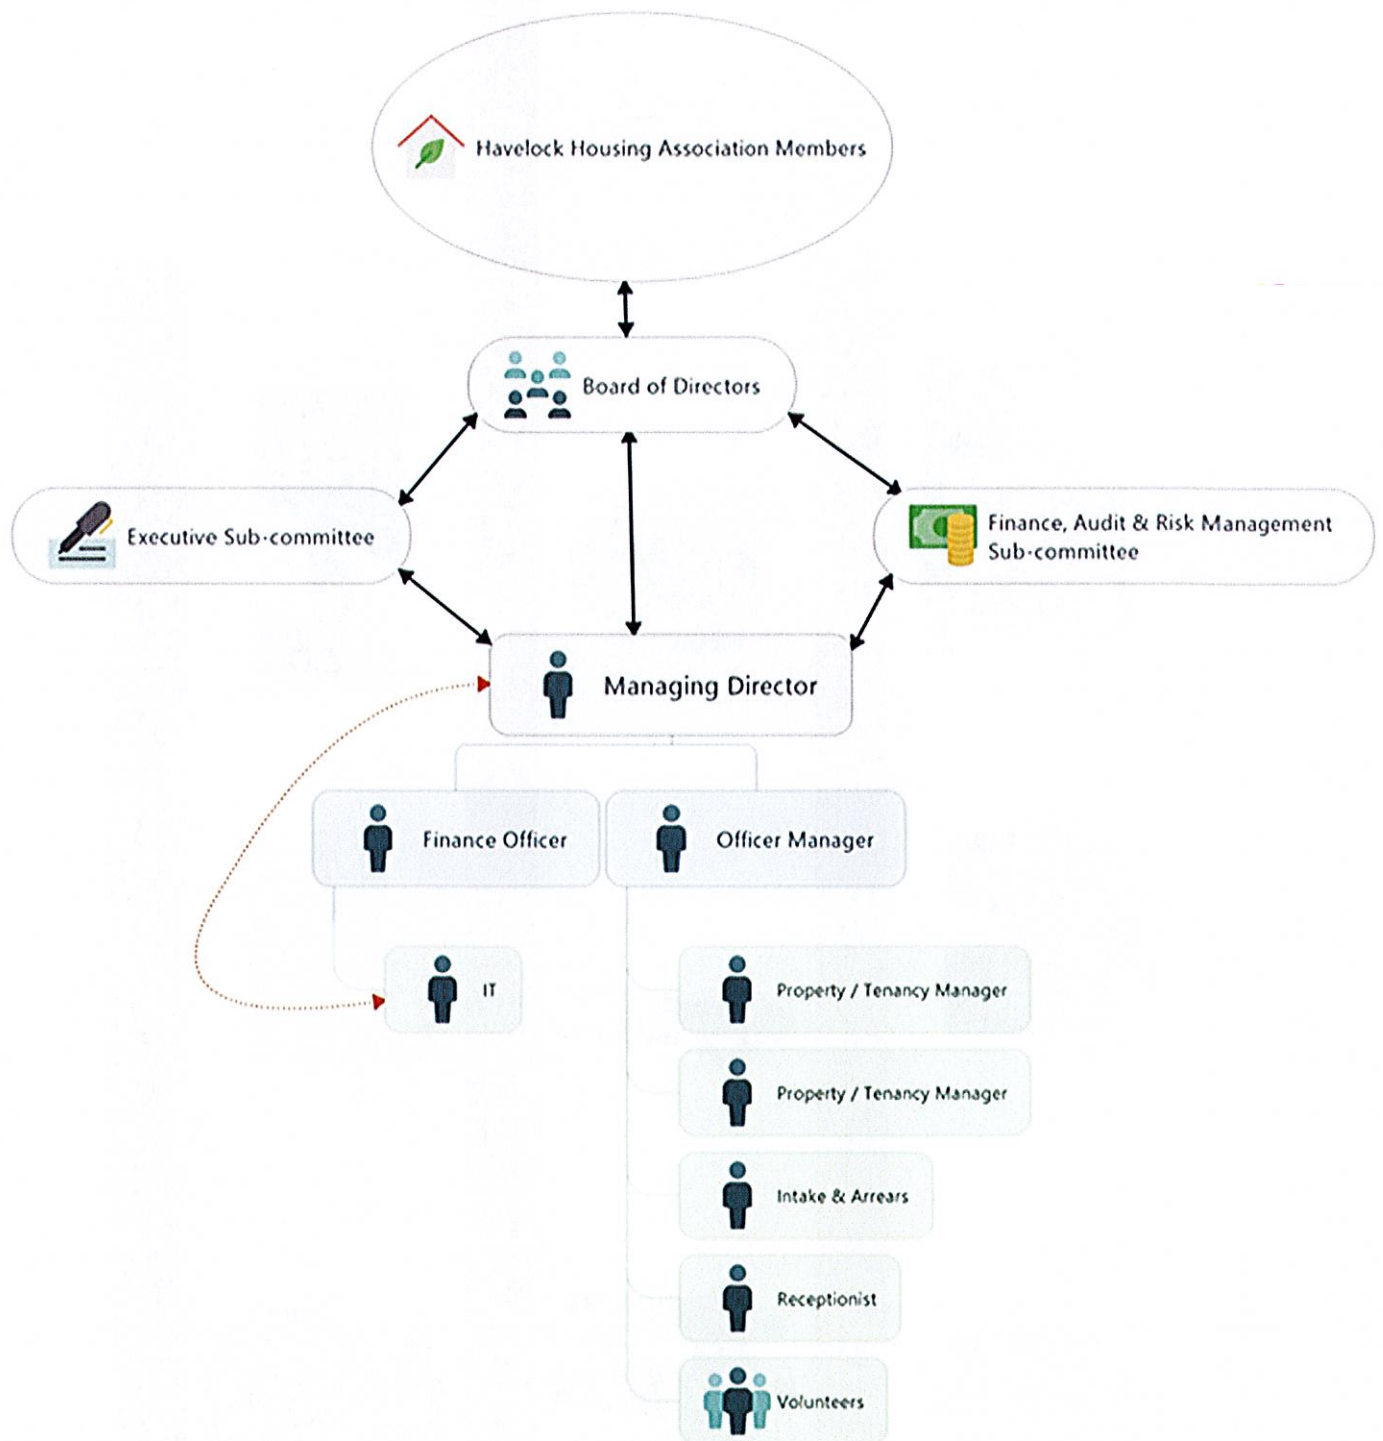 Havelock Housing Association Members
Board of Directors
Executive Sub-committee
Finance, Audit & Risk Management
Sub-committee
Managing Director
Finance Officer
Officer Manager
IT
Property / Tenancy Manager
Property / Tenancy Manager
Intake & Arrears
Receptionist
Volunteers